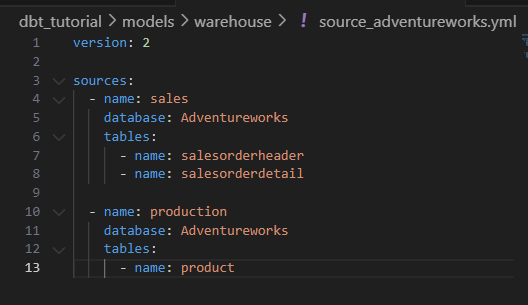 dbt_tutorial > models > warehouse > ! source_adventureworks.yml
1 version: 2
2
3 sources:
4 - name: sales
5 database: Adventureworks
6 tables:
7 - name: salesorderheader
8 - name: salesorderdetail
9
10 - name: production
11 database: Adventureworks
12 tables:
13 - name: product